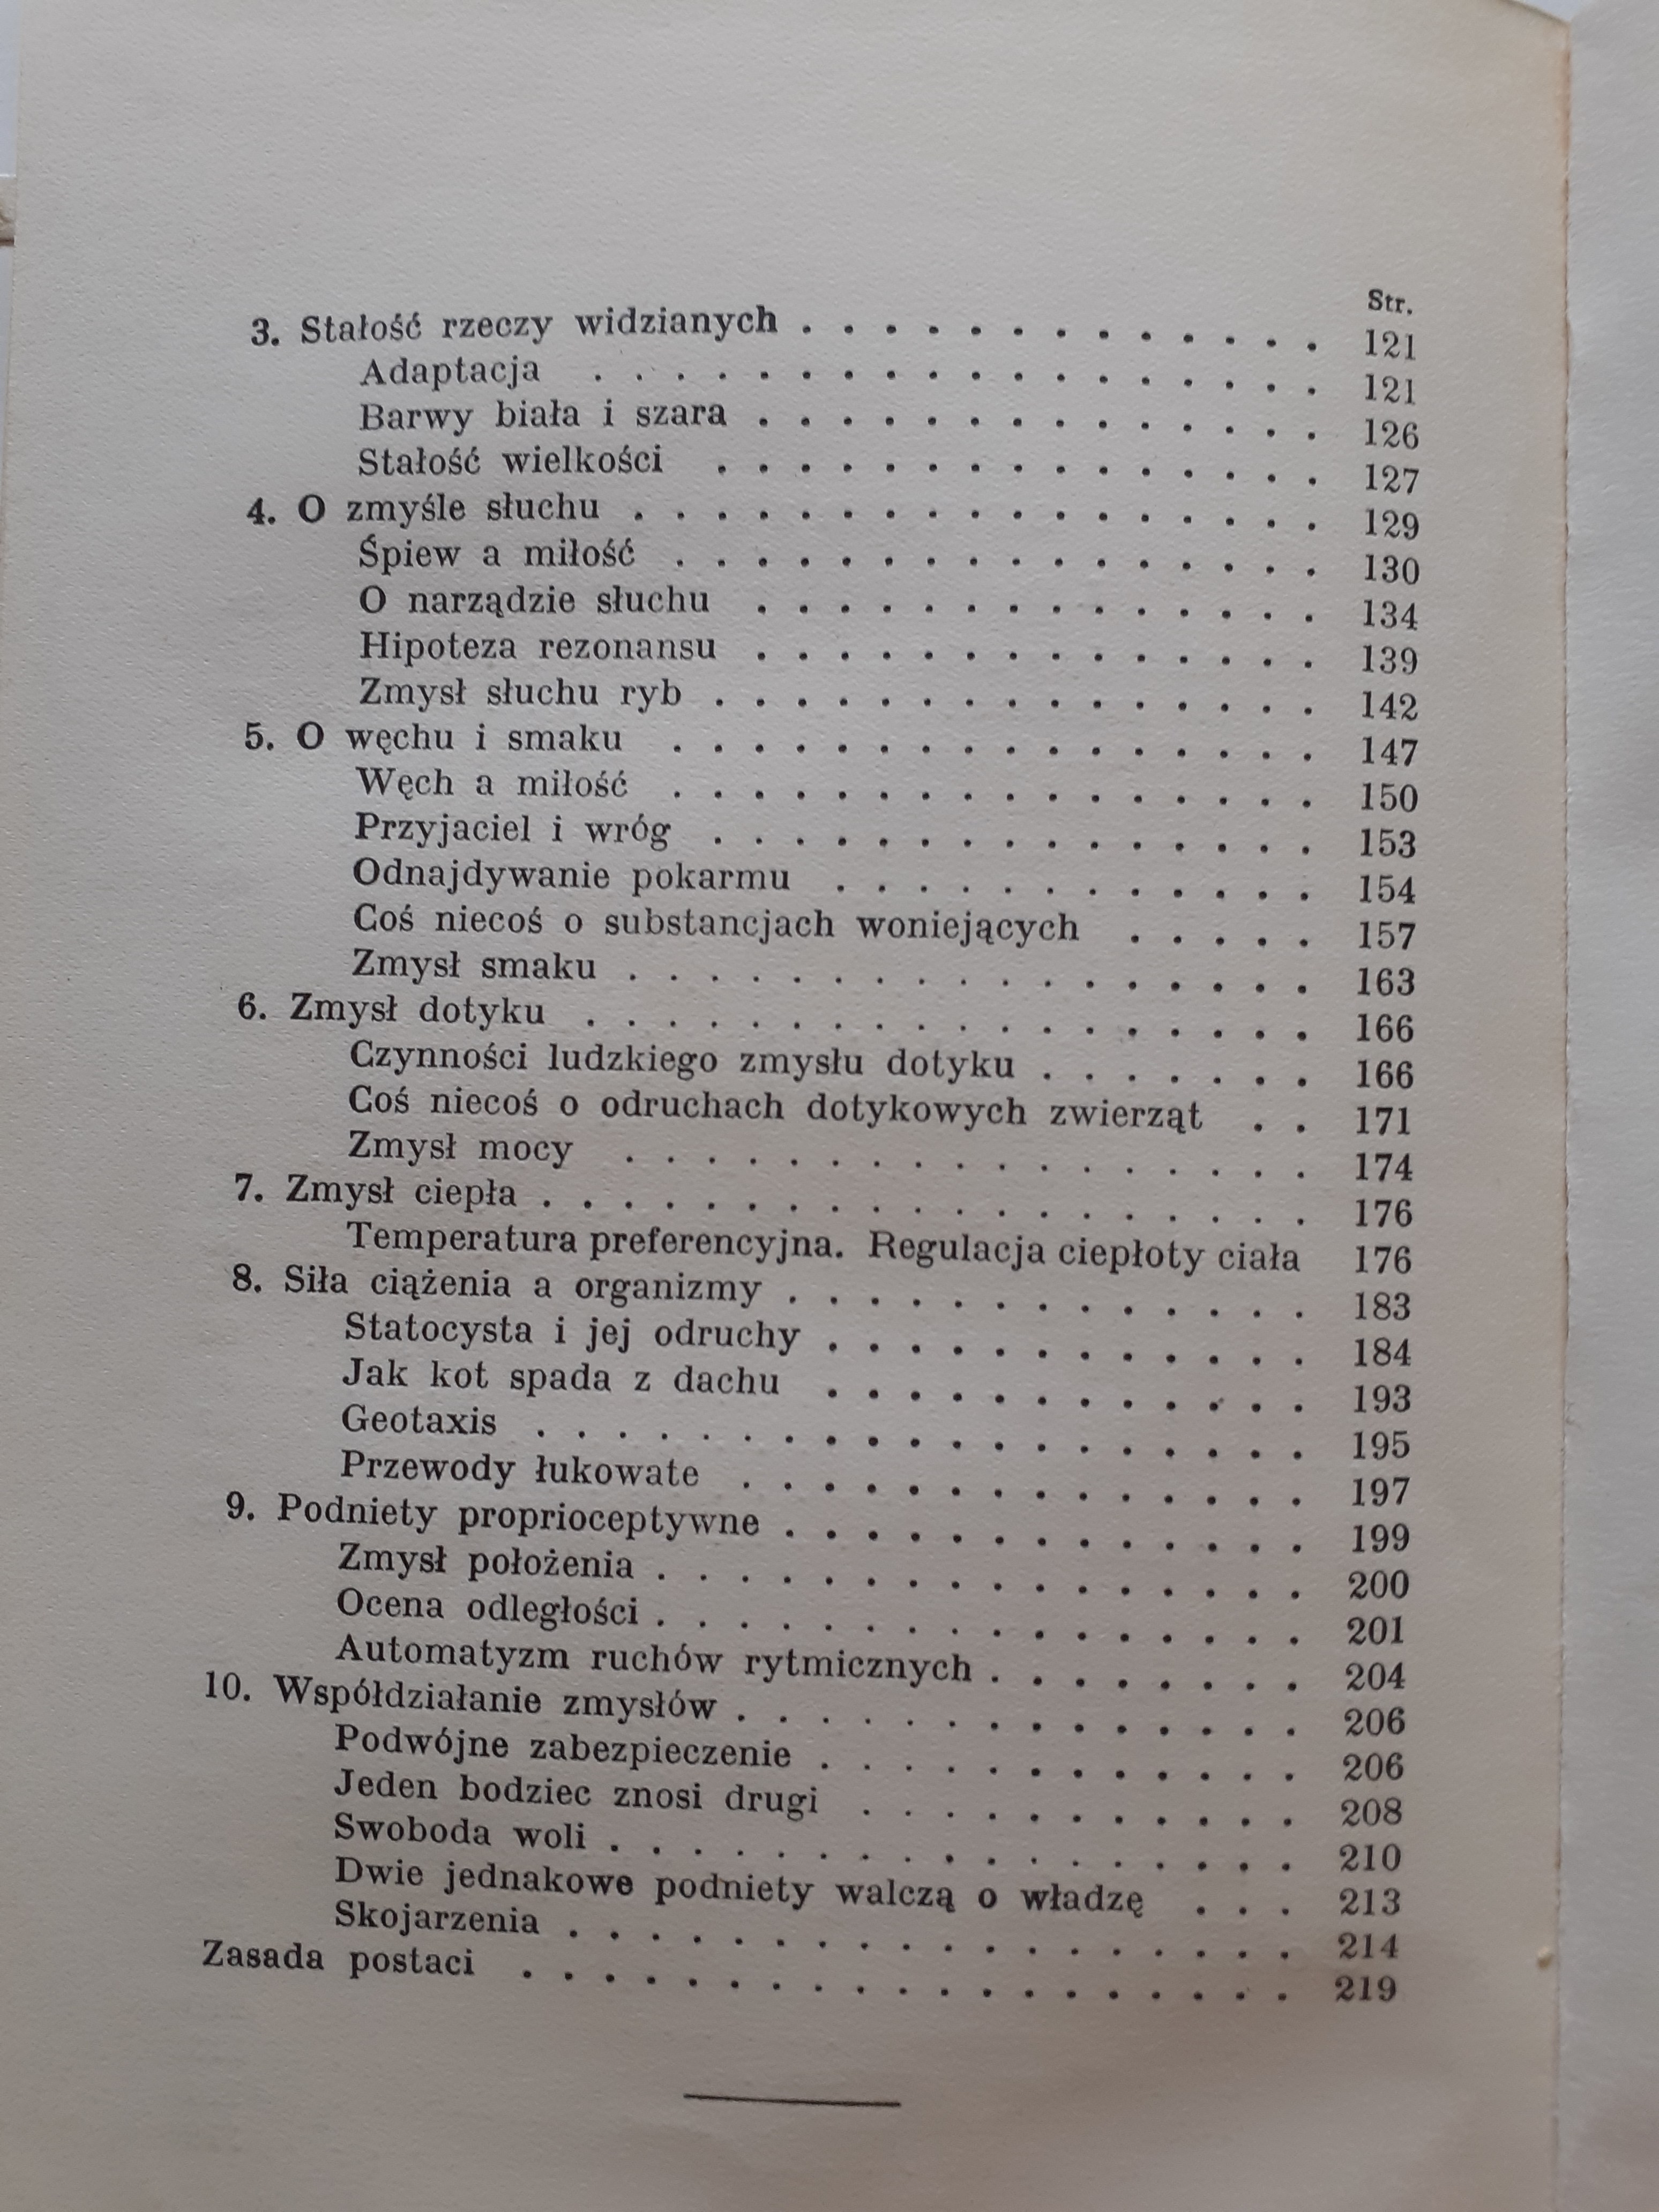 Str.
3. Stałość rzeczy widzianych . . . . . . . . . . . . . 121
Adaptacja . . . . . . . . . . . . . . . . . . 121
Barwy biała i szara . . . . . . . . . . . . . . 126
Stałość wielkości . . . . . . . . . . . . . . . 127
4. O zmyśle słuchu . . . . . . . . . . . . . . . . . 129
Śpiew a miłość . . . . . . . . . . . . . . . . 130
O narządzie słuchu . . . . . . . . . . . . . . 134
Hipoteza rezonansu . . . . . . . . . . . . . . 139
Zmysł słuchu ryb . . . . . . . . . . . . . . . 142
5. O węchu i smaku . . . . . . . . . . . . . . . . 147
Węch a miłość . . . . . . . . . . . . . . . . 150
Przyjaciel i wróg . . . . . . . . . . . . . . . 153
Odnajdywanie pokarmu . . . . . . . . . . . . 154
Coś niecoś o substancjach woniejących . . . . . 157
Zmysł smaku . . . . . . . . . . . . . . . . . 163
6. Zmysł dotyku . . . . . . . . . . . . . . . . . . 166
Czynności ludzkiego zmysłu dotyku . . . . . . . 166
Coś niecoś o odruchach dotykowych zwierząt . . 171
Zmysł mocy . . . . . . . . . . . . . . . . . 174
7. Zmysł ciepła . . . . . . . . . . . . . . . . . . . 176
Temperatura preferencyjna. Regulacja ciepłoty ciała 176
8. Siła ciążenia a organizmy . . . . . . . . . . . . . 183
Statocysta i jej odruchy . . . . . . . . . . . . 184
Jak kot spada z dachu . . . . . . . . . . . . 193
Geotaxis . . . . . . . . . . . . . . . . . . . 195
Przewody łukowate . . . . . . . . . . . . . . 197
9. Podniety proprioceptywne . . . . . . . . . . . . . 199
Zmysł położenia . . . . . . . . . . . . . . . . 200
Ocena odległości . . . . . . . . . . . . . . . . 201
Automatyzm ruchów rytmicznych . . . . . . . . 204
10. Współdziałanie zmysłów . . . . . . . . . . . . . . 206
Podwójne zabezpieczenie . . . . . . . . . . . . 206
Jeden bodziec znosi drugi . . . . . . . . . . . 208
Swoboda woli . . . . . . . . . . . . . . . . . 210
Dwie jednakowe podniety walczą o władzę . . . 213
Skojarzenia . . . . . . . . . . . . . . . . . . 214
Zasada postaci . . . . . . . . . . . . . . . . . . . 219